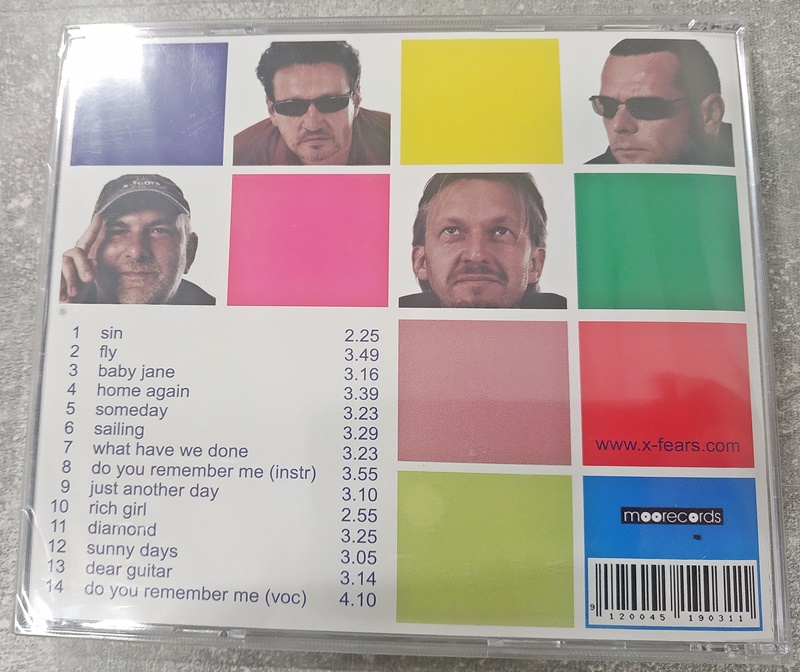 x-fears
1 sin 2.25
2 fly 3.49
3 baby jane 3.16
4 home again 3.39
5 someday 3.23
6 sailing 3.29
7 what have we done 3.23
8 do you remember me (instr) 3.55
9 just another day 3.10
10 rich girl 2.55
11 diamond 3.25
12 sunny days 3.05
13 dear guitar 3.14
14 do you remember me (voc) 4.10
www.x-fears.com
moorecords
9 120045 190311